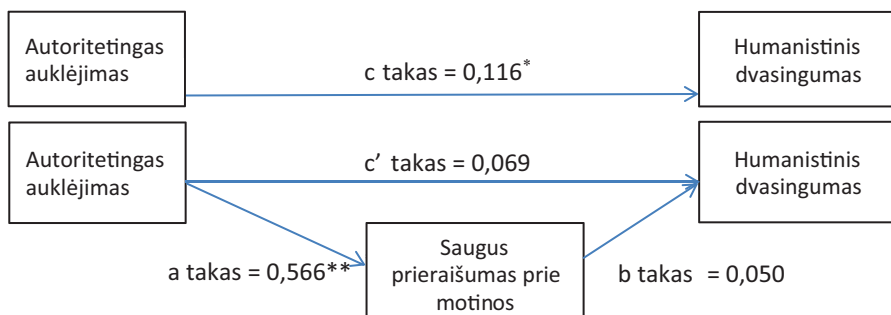 Autoritetingas
auklėjimas
c takas = 0,116*
Humanistinis
dvasingumas
Autoritetingas
auklėjimas
c’ takas = 0,069
Humanistinis
dvasingumas
a takas = 0,566**
Saugus
prieraišumas prie
motinos
b takas = 0,050